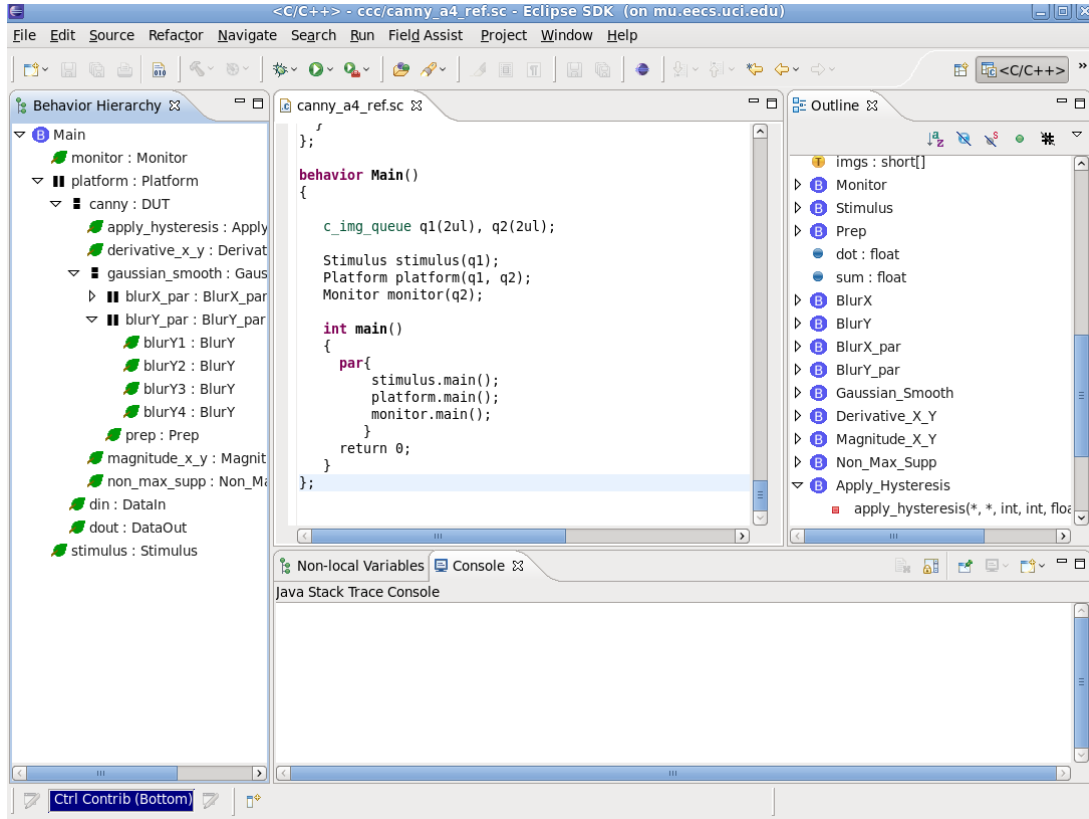 <C/C++> - ccc/canny_a4_ref.sc - Eclipse SDK (on mu.eecs.uci.edu)
File Edit Source Refactor Navigate Search Run Field Assist Project Window Help
<C/C++> »
Behavior Hierarchy
Main
monitor : Monitor
platform : Platform
canny : DUT
apply_hysteresis : Apply
derivative_x_y : Derivat
gaussian_smooth : Gaus
blurX_par : BlurX_par
blurY_par : BlurY_par
blurY1 : BlurY
blurY2 : BlurY
blurY3 : BlurY
blurY4 : BlurY
prep : Prep
magnitude_x_y : Magnit
non_max_supp : Non_Ma
din : DataIn
dout : DataOut
stimulus : Stimulus
canny_a4_ref.sc
}
};
behavior Main()
{
c_img_queue q1(2ul), q2(2ul);
Stimulus stimulus(q1);
Platform platform(q1, q2);
Monitor monitor(q2);
int main()
{
par{
stimulus.main();
platform.main();
monitor.main();
}
return 0;
}
};
Outline
imgs : short[]
Monitor
Stimulus
Prep
dot : float
sum : float
BlurX
BlurY
BlurX_par
BlurY_par
Gaussian_Smooth
Derivative_X_Y
Magnitude_X_Y
Non_Max_Supp
Apply_Hysteresis
apply_hysteresis(*, *, int, int, floa
Non-local Variables Console
Java Stack Trace Console
Ctrl Contrib (Bottom)